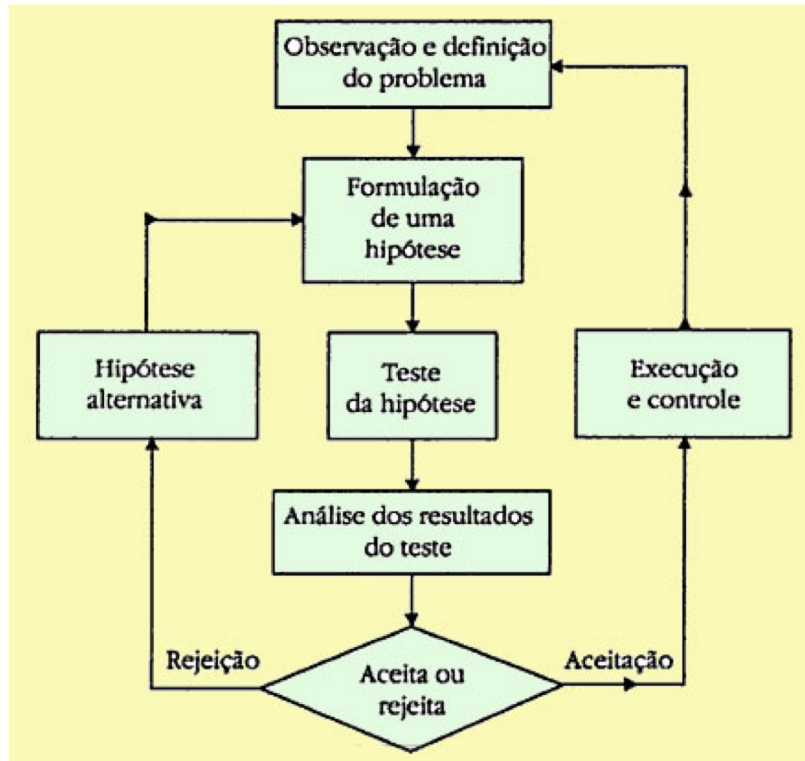 Observação e definição
do problema
Formulação
de uma
hipótese
Hipótese
alternativa
Teste
da hipótese
Execução
e controle
Análise dos resultados
do teste
Rejeição
Aceita ou
rejeita
Aceitação